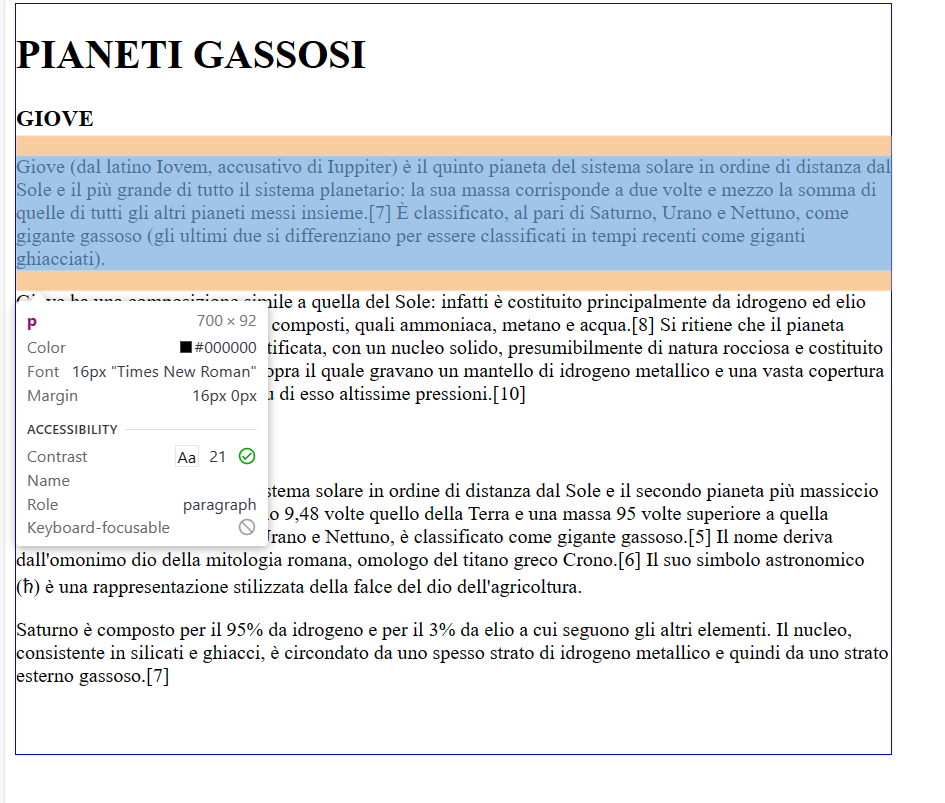 PIANETI GASSOSI
GIOVE
Giove (dal latino Iovem, accusativo di Iuppiter) è il quinto pianeta del sistema solare in ordine di distanza dal
Sole e il più grande di tutto il sistema planetario: la sua massa corrisponde a due volte e mezzo la somma di
quelle di tutti gli altri pianeti messi insieme.[7] È classificato, al pari di Saturno, Urano e Nettuno, come
gigante gassoso (gli ultimi due si differenziano per essere classificati in tempi recenti come giganti
ghiacciati).
Giove ha una composizione simile a quella del Sole: infatti è costituito principalmente da idrogeno ed elio
composti, quali ammoniaca, metano e acqua.[8] Si ritiene che il pianeta
con un nucleo solido, presumibilmente di natura rocciosa e costituito
il quale gravano un mantello di idrogeno metallico e una vasta copertura
di esso altissime pressioni.[10]
p 700 × 92
Color #000000
Font 16px "Times New Roman"
Margin 16px 0px
ACCESSIBILITY
Contrast Aa 21
Name
Role paragraph
Keyboard-focusable
solare in ordine di distanza dal Sole e il secondo pianeta più massiccio
9,48 volte quello della Terra e una massa 95 volte superiore a quella
e Nettuno, è classificato come gigante gassoso.[5] Il nome deriva
dall'omonimo dio della mitologia romana, omologo del titano greco Crono.[6] Il suo simbolo astronomico
(ħ) è una rappresentazione stilizzata della falce del dio dell'agricoltura.
Saturno è composto per il 95% da idrogeno e per il 3% da elio a cui seguono gli altri elementi. Il nucleo,
consistente in silicati e ghiacci, è circondato da uno spesso strato di idrogeno metallico e quindi da uno strato
esterno gassoso.[7]